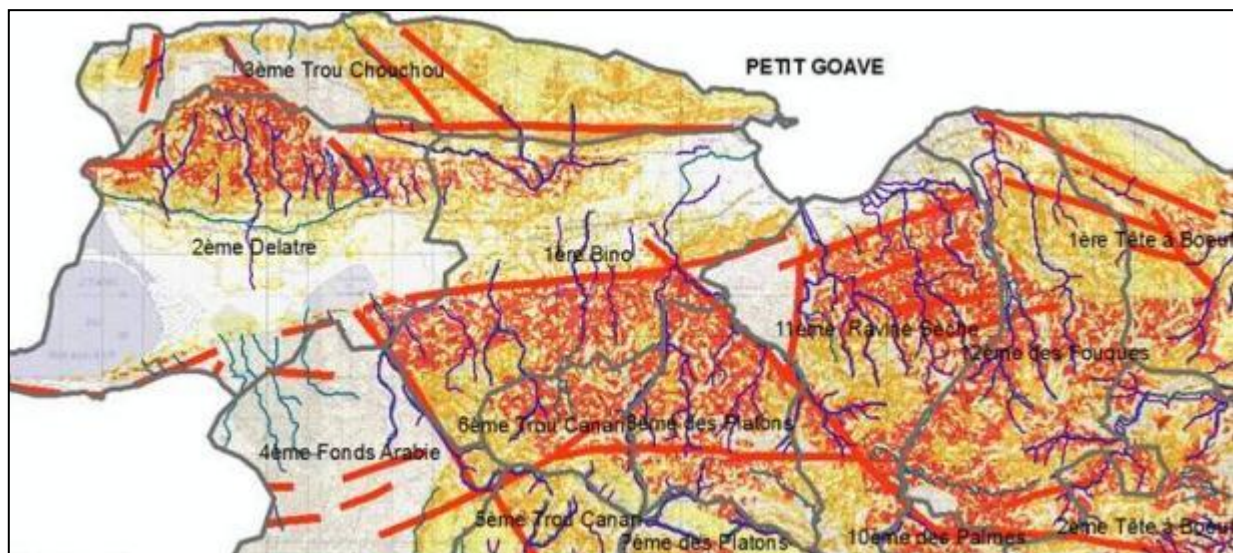 PETIT GOAVE
3ème Trou Chouchou
2ème Delatre
1ère Bino
1ère Tête à Boeuf
11ème Ravine Sèche
12ème des Fouques
6ème Trou Canari
8ème des Platons
4ème Fonds Arabie
5ème Trou Canari
7ème des Platons
10ème des Palmes
2ème Tête à Boeuf